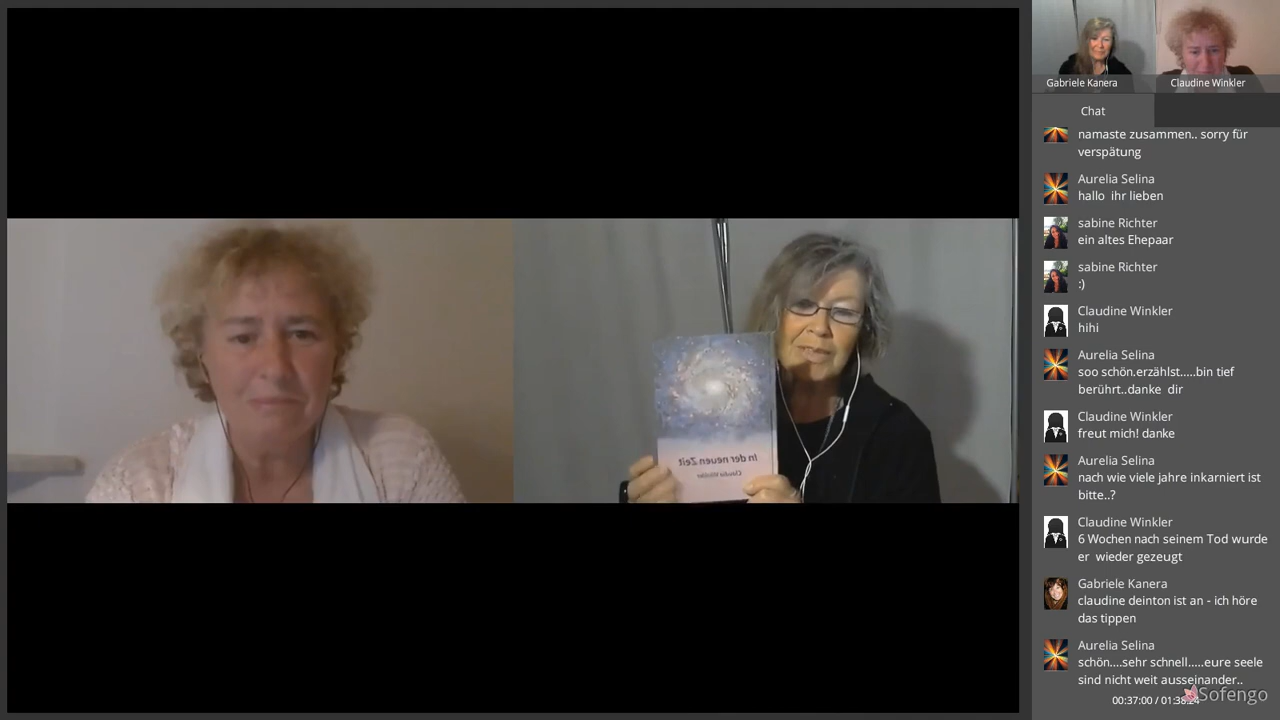 In der neuen Zeit
Gabriele Kanera
Claudine Winkler
Chat
namaste zusammen.. sorry für
verspätung
Aurelia Selina
hallo ihr lieben
sabine Richter
ein altes Ehepaar
sabine Richter
:)
Claudine Winkler
hihi
Aurelia Selina
soo schön.erzählst.....bin tief
berührt..danke dir
Claudine Winkler
freut mich! danke
Aurelia Selina
nach wie viele jahre inkarniert ist
bitte..?
Claudine Winkler
6 Wochen nach seinem Tod wurde
er wieder gezeugt
Gabriele Kanera
claudine deinton ist an - ich höre
das tippen
Aurelia Selina
schön....sehr schnell.....eure seele
sind nicht weit ausseinander..
00:37:00 / 01:38:24
Sofengo